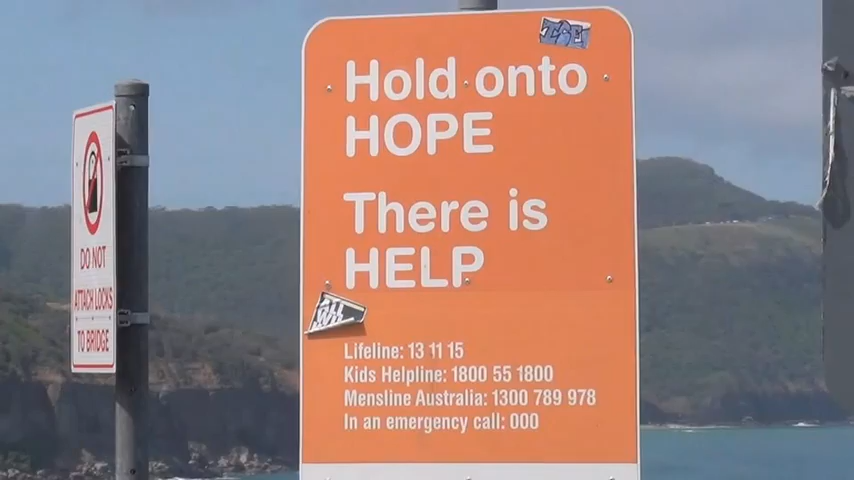 Hold onto
HOPE
There is
HELP
Lifeline: 13 11 15
Kids Helpline: 1800 55 1800
Mensline Australia: 1300 789 978
In an emergency call: 000
DO NOT
ATTACH LOCKS
TO BRIDGE